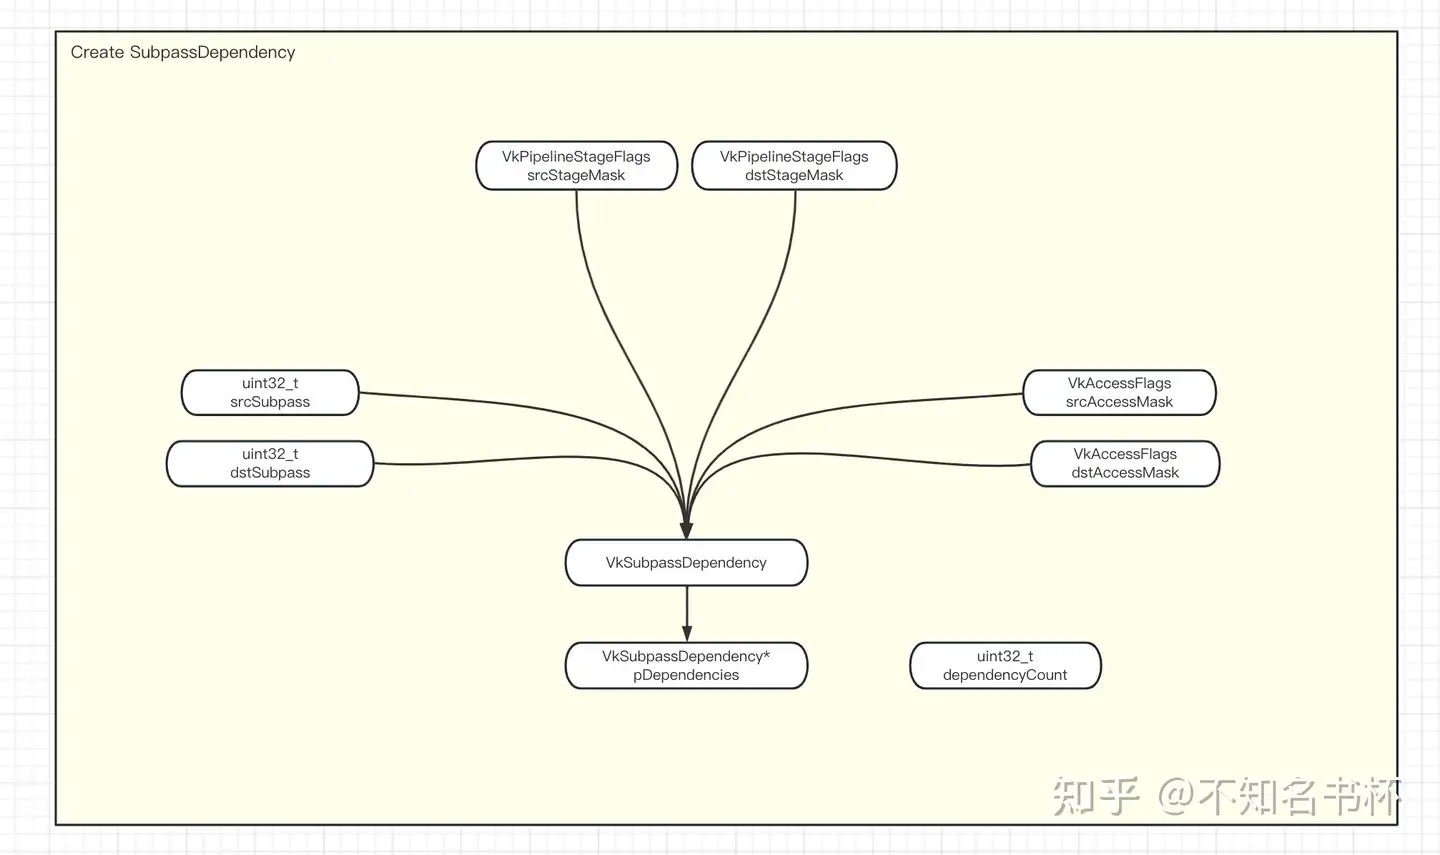 Create SubpassDependency
VkPipelineStageFlags
srcStageMask
VkPipelineStageFlags
dstStageMask
uint32_t
srcSubpass
VkAccessFlags
srcAccessMask
uint32_t
dstSubpass
VkAccessFlags
dstAccessMask
VkSubpassDependency
VkSubpassDependency*
pDependencies
uint32_t
dependencyCount
知乎 @不知名书杯